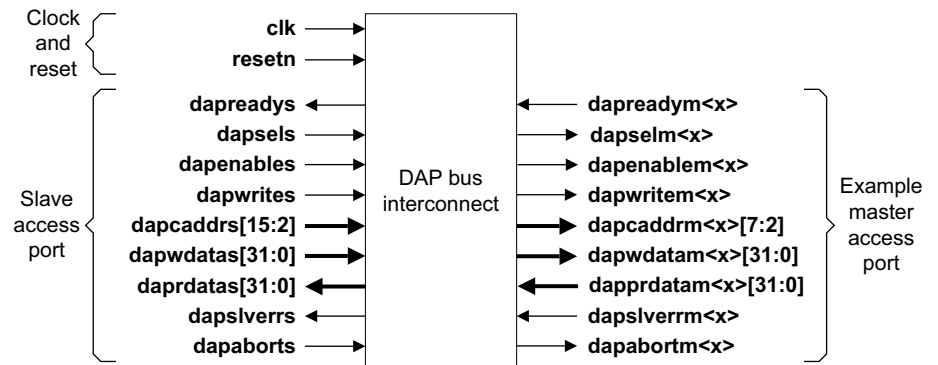 Clock
and
reset
clk
resetn
Slave
access
port
dapreadys
dapsels
dapenables
dapwrites
dapcaddrs[15:2]
dapwdatas[31:0]
daprdatas[31:0]
dapslverrs
dapaborts
DAP bus
interconnect
dapreadym<x>
dapselm<x>
dapenablem<x>
dapwritem<x>
dapcaddrm<x>[7:2]
dapwdatam<x>[31:0]
dapprdatam<x>[31:0]
dapslverrm<x>
dapabortm<x>
Example
master
access
port